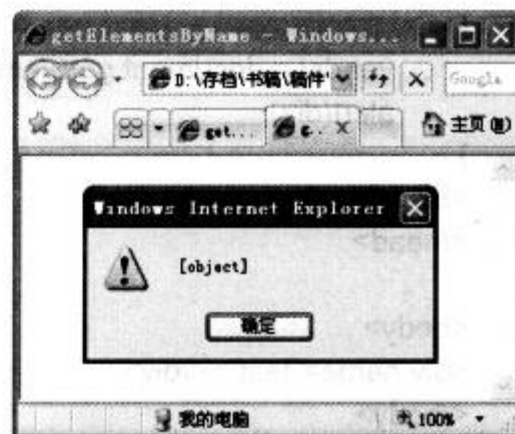 getElementsByName - Windows...
D:\存档\书稿\稿件'
Google
get...
g..
主页(M)
Windows Internet Explorer
[object]
确定
我的电脑
100%